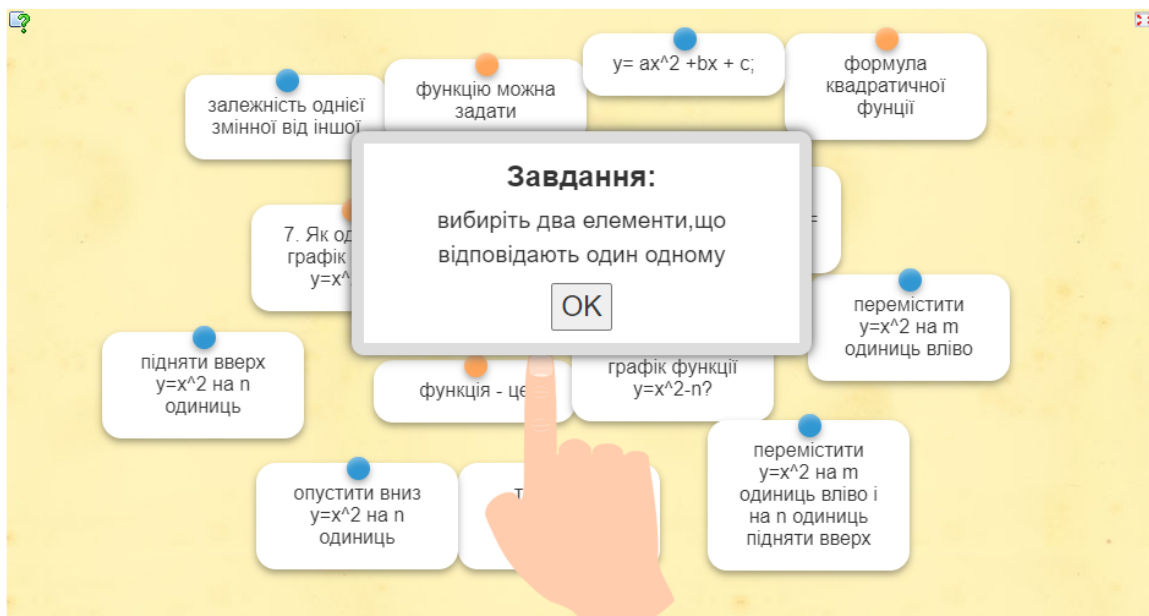 y= ax^2 +bx + c;
формула
квадратичної
фунції
функцію можна
задати
залежність однієї
змінної від іншої
Завдання:
вибиріть два елементи,що
відповідають один одному
OK
7. Як
графік
=
перемістити
y=x^2 на m
одиниць вліво
підняти вверх
y=x^2 на n
одиниць
функція - це
графік функції
y=x^2-n?
перемістити
y=x^2 на m
одиниць вліво і
на n одиниць
підняти вверх
опустити вниз
y=x^2 на n
одиниць